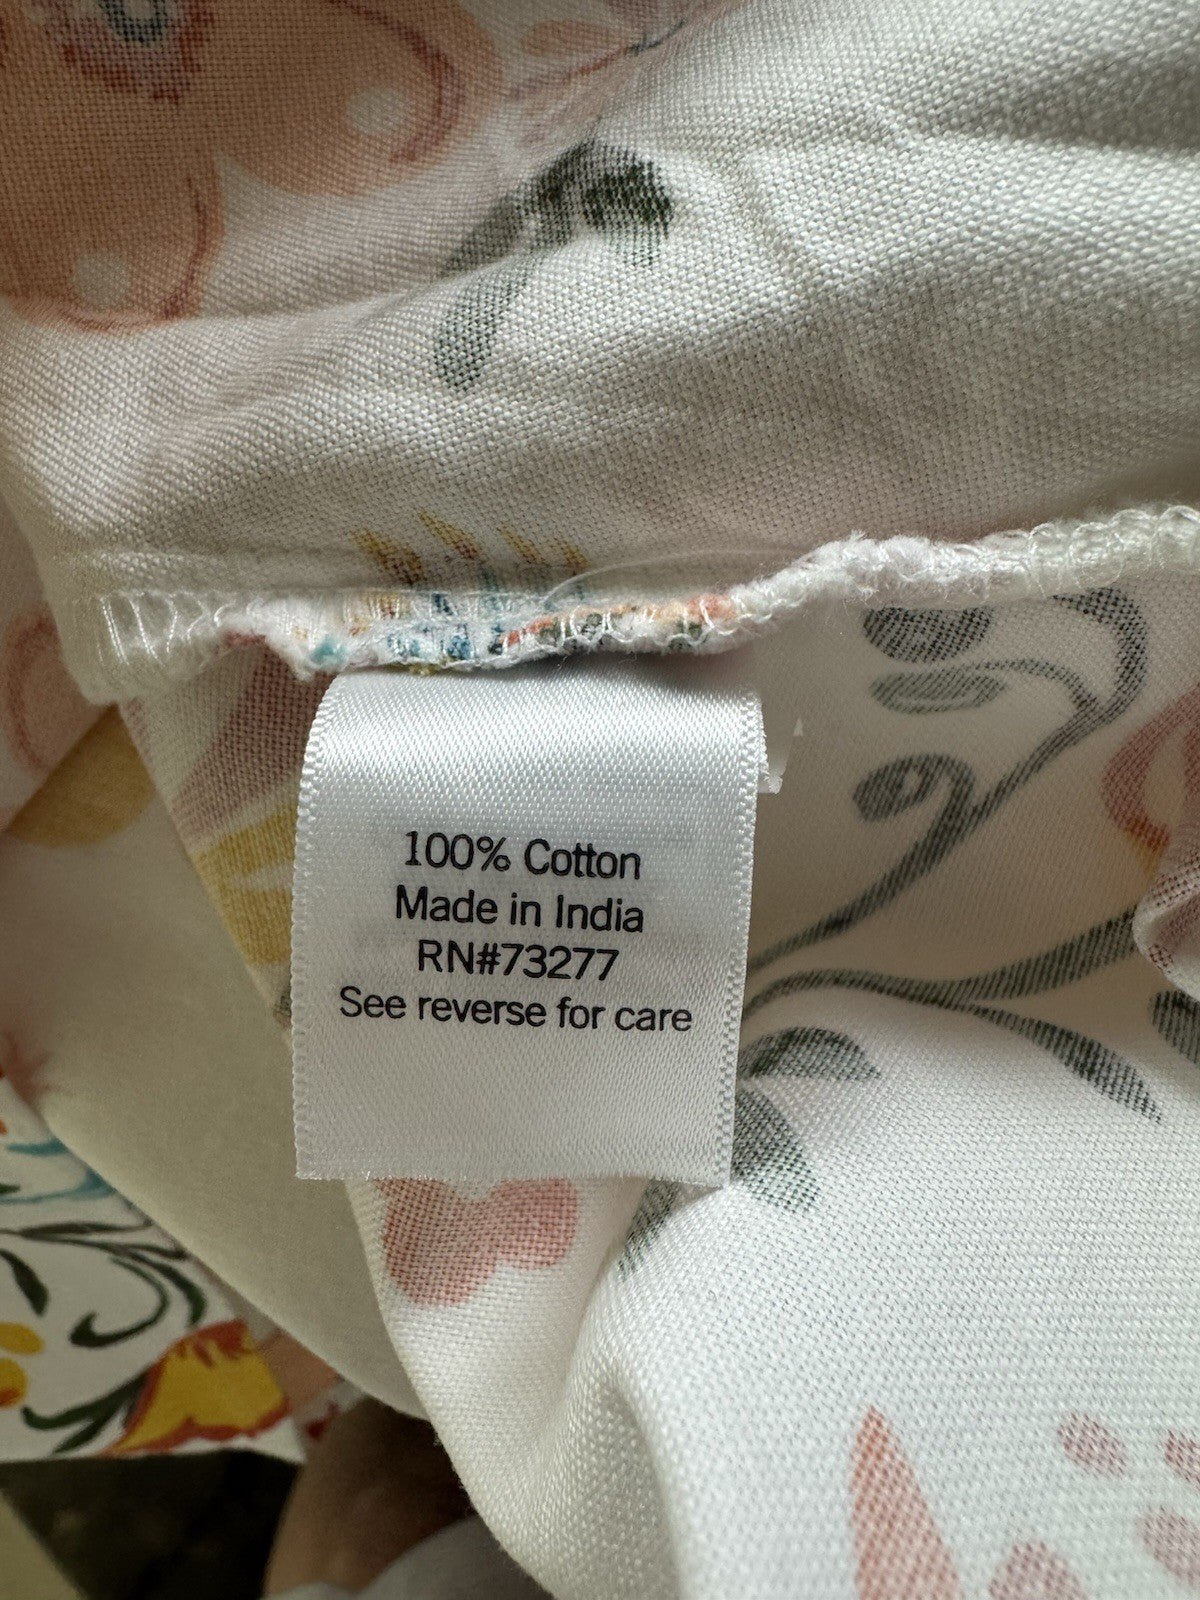 100% Cotton
Made in India
RN#73277
See reverse for care